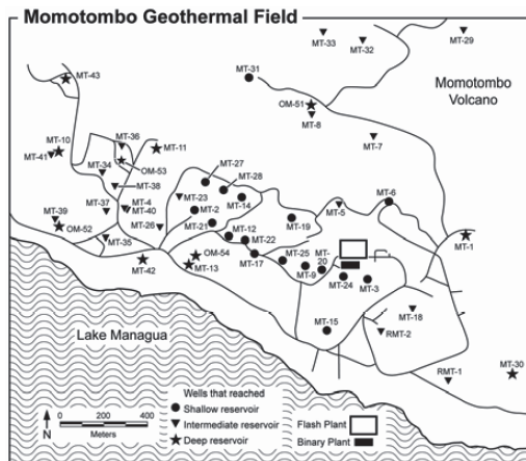 Momotombo Geothermal Field
MT-33
MT-32
MT-29
MT-43
MT-31
Momotombo
Volcano
OM-51
MT-8
MT-7
MT-36
MT-10
MT-41
MT-11
OM-53
MT-34
MT-38
MT-27
MT-28
MT-23
MT-14
MT-6
MT-5
MT-39
OM-52
MT-37
MT-4
MT-40
MT-2
MT-21
MT-26
MT-12
MT-22
MT-19
MT-1
MT-35
MT-42
OM-54
MT-13
MT-17
MT-25
MT-9
MT-
20
MT-24
MT-3
MT-15
MT-18
RMT-2
RMT-1
MT-30
Lake Managua
Wells that reached
Shallow reservoir
Intermediate reservoir
Deep reservoir
Flash Plant
Binary Plant
N
0 200 400
Meters